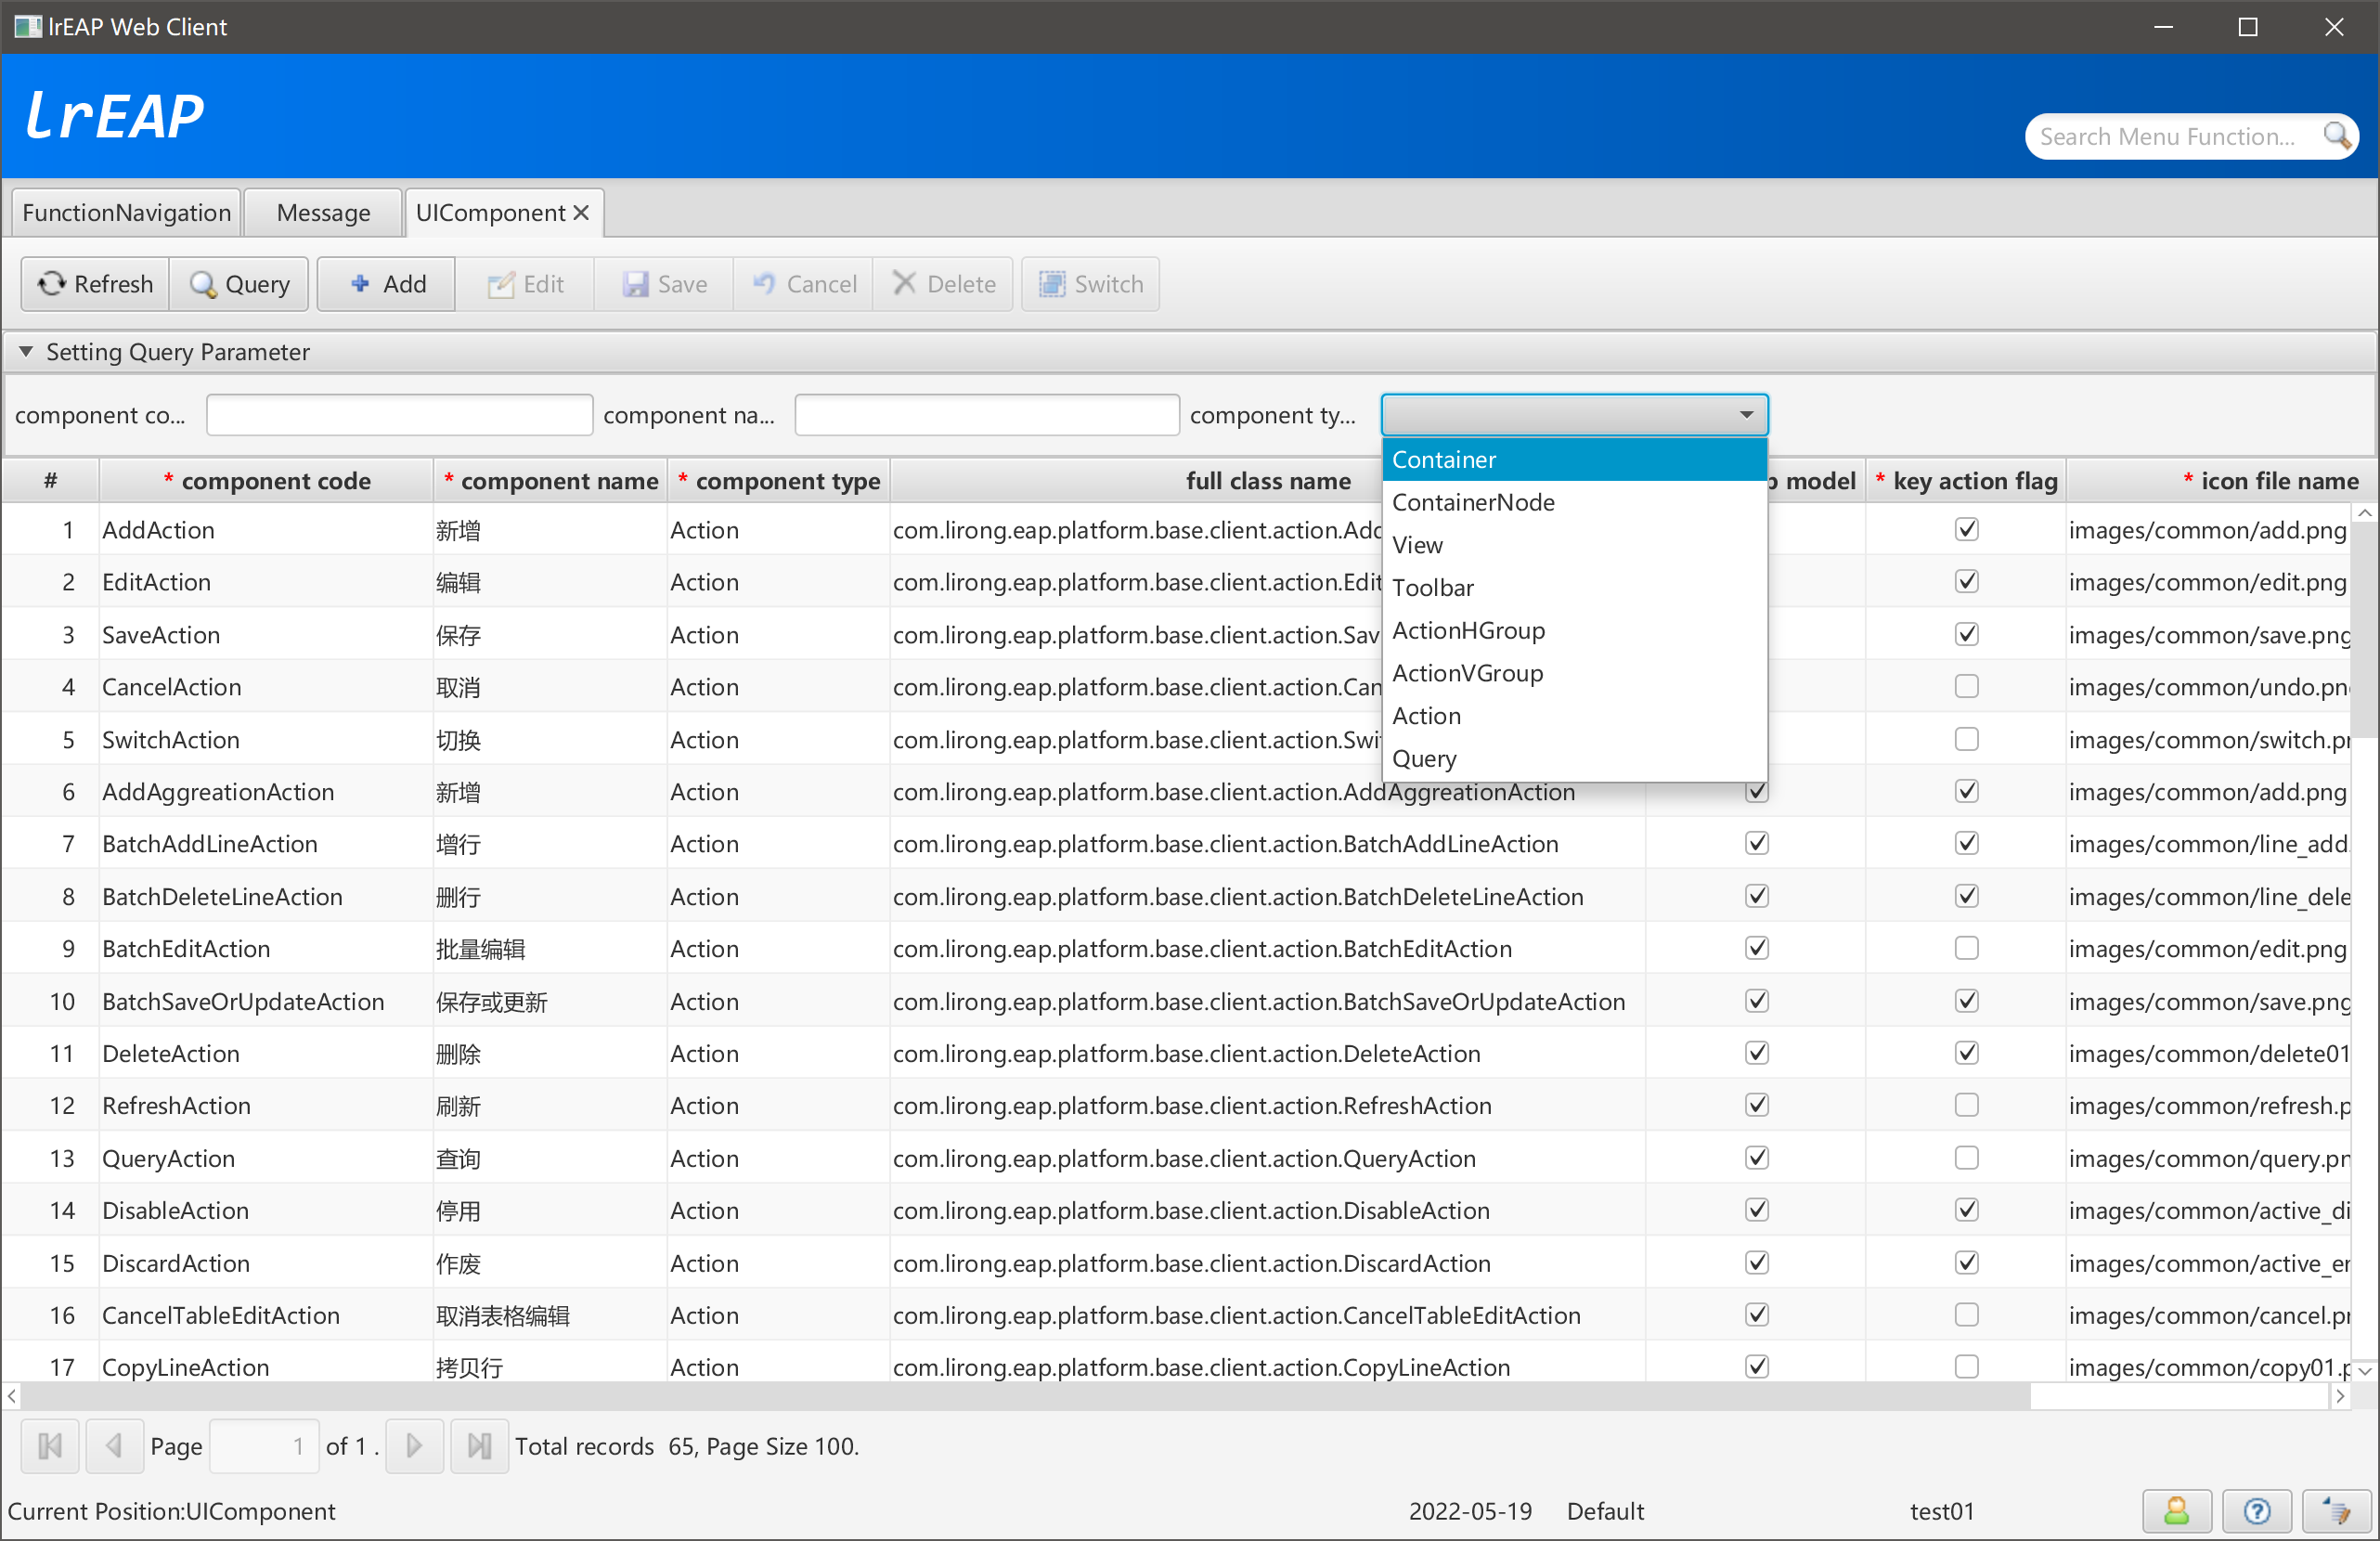 lrEAP Web Client
lrEAP
Search Menu Function...
FunctionNavigation Message UIComponent
Refresh Query Add Edit Save Cancel Delete Switch
Setting Query Parameter
component co... component na... component ty...
Container
ContainerNode
View
Toolbar
ActionHGroup
ActionVGroup
Action
Query
# * component code * component name * component type full class name model * key action flag * icon file name
1 AddAction 新增 Action com.lirong.eap.platform.base.client.action.Add images/common/add.png
2 EditAction 编辑 Action com.lirong.eap.platform.base.client.action.Edit images/common/edit.png
3 SaveAction 保存 Action com.lirong.eap.platform.base.client.action.Sav images/common/save.png
4 CancelAction 取消 Action com.lirong.eap.platform.base.client.action.Can images/common/undo.pn
5 SwitchAction 切换 Action com.lirong.eap.platform.base.client.action.Swi images/common/switch.p
6 AddAggreationAction 新增 Action com.lirong.eap.platform.base.client.action.AddAggreationAction images/common/add.png
7 BatchAddLineAction 增行 Action com.lirong.eap.platform.base.client.action.BatchAddLineAction images/common/line_add
8 BatchDeleteLineAction 删行 Action com.lirong.eap.platform.base.client.action.BatchDeleteLineAction images/common/line_dele
9 BatchEditAction 批量编辑 Action com.lirong.eap.platform.base.client.action.BatchEditAction images/common/edit.png
10 BatchSaveOrUpdateAction 保存或更新 Action com.lirong.eap.platform.base.client.action.BatchSaveOrUpdateAction images/common/save.png
11 DeleteAction 删除 Action com.lirong.eap.platform.base.client.action.DeleteAction images/common/delete01
12 RefreshAction 刷新 Action com.lirong.eap.platform.base.client.action.RefreshAction images/common/refresh.p
13 QueryAction 查询 Action com.lirong.eap.platform.base.client.action.QueryAction images/common/query.pn
14 DisableAction 停用 Action com.lirong.eap.platform.base.client.action.DisableAction images/common/active_di
15 DiscardAction 作废 Action com.lirong.eap.platform.base.client.action.DiscardAction images/common/active_er
16 CancelTableEditAction 取消表格编辑 Action com.lirong.eap.platform.base.client.action.CancelTableEditAction images/common/cancel.pn
17 CopyLineAction 拷贝行 Action com.lirong.eap.platform.base.client.action.CopyLineAction images/common/copy01.p
Page 1 of 1 . Total records 65, Page Size 100.
Current Position:UIComponent 2022-05-19 Default test01